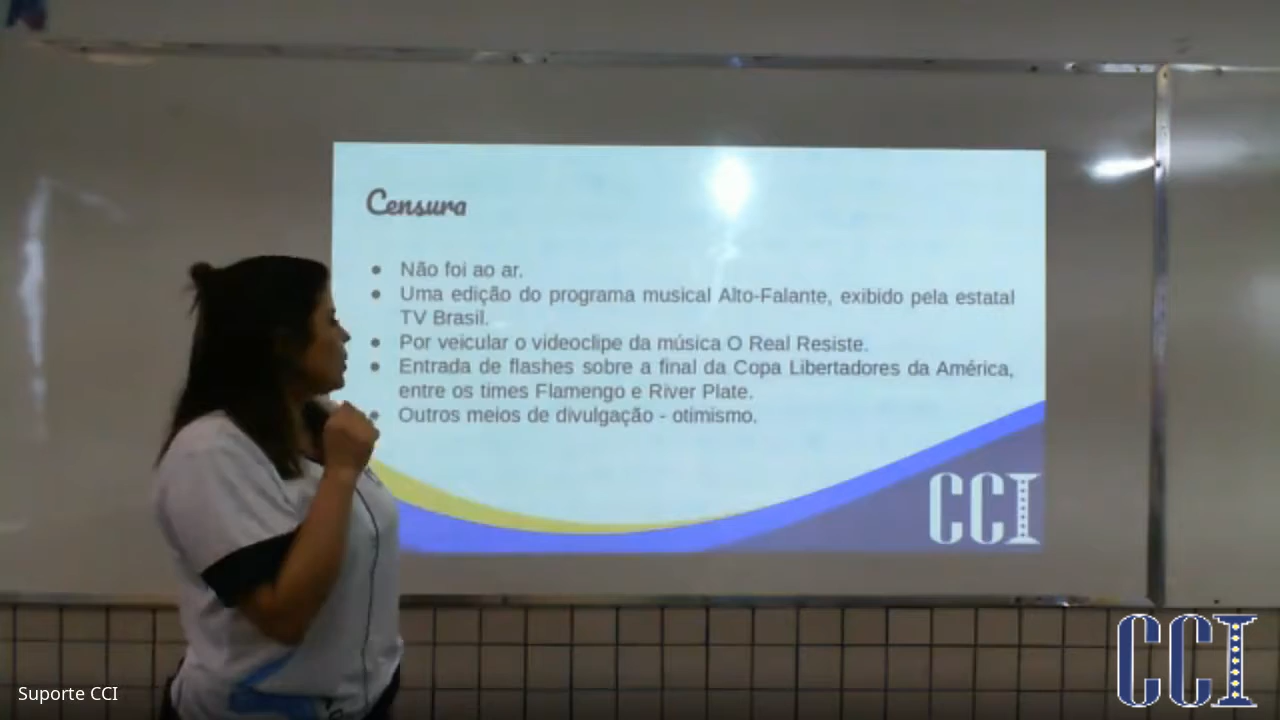 Censura
● Não foi ao ar.
● Uma edição do programa musical Alto-Falante, exibido pela estatal
TV Brasil.
● Por veicular o videoclipe da música O Real Resiste.
● Entrada de flashes sobre a final da Copa Libertadores da América,
entre os times Flamengo e River Plate.
● Outros meios de divulgação - otimismo.
CCI
CCI
Suporte CCI